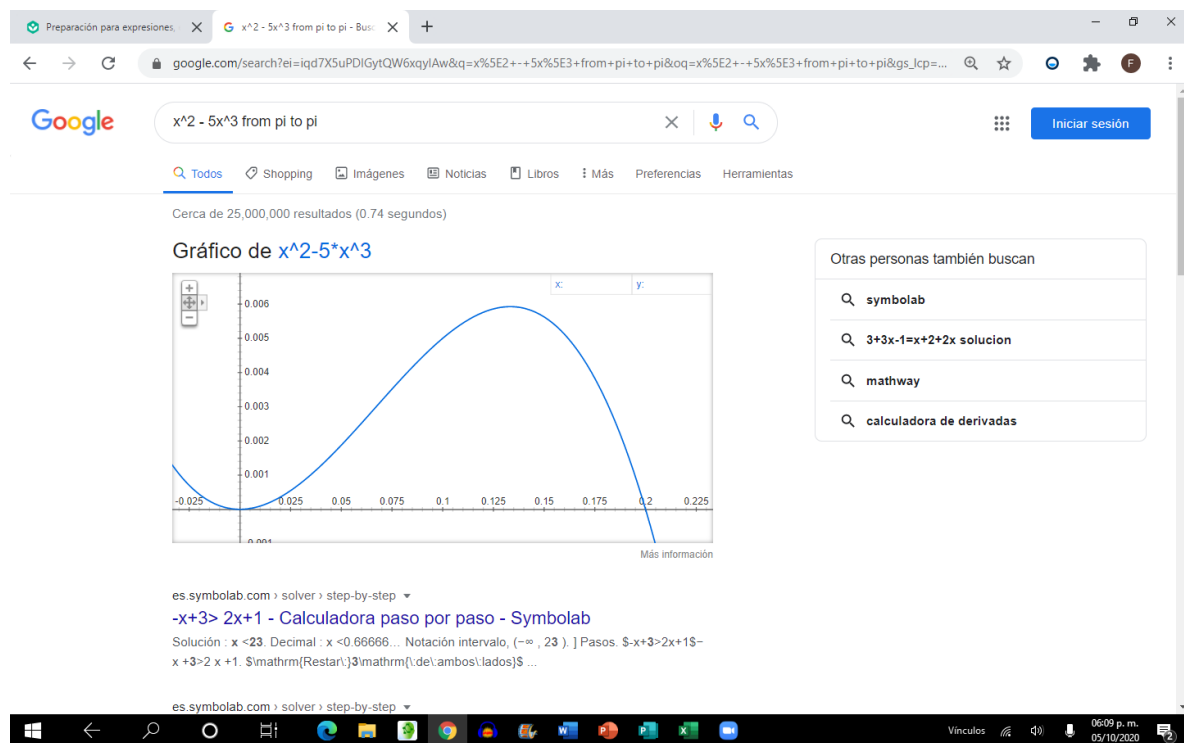 Preparación para expresiones,
x^2 - 5x^3 from pi to pi - Busc
google.com/search?ei=iqd7X5uPDIGytQW6xqylAw&q=x%5E2+-+5x%5E3+from+pi+to+pi&oq=x%5E2+-+5x%5E3+from+pi+to+pi&gs_lcp=...
F
Google
x^2 - 5x^3 from pi to pi
Iniciar sesión
Todos Shopping Imágenes Noticias Libros Más Preferencias Herramientas
Cerca de 25,000,000 resultados (0.74 segundos)
Gráfico de x^2-5*x^3
x: y:
0.006
0.005
0.004
0.003
0.002
0.001
-0.025 0.025 0.05 0.075 0.1 0.125 0.15 0.175 0.2 0.225
-0.001
Más información
Otras personas también buscan
symbolab
3+3x-1=x+2+2x solucion
mathway
calculadora de derivadas
es.symbolab.com › solver › step-by-step
-x+3> 2x+1 - Calculadora paso por paso - Symbolab
Solución : x <23. Decimal : x <0.66666... Notación intervalo, (−∞ , 23 ). ] Pasos. $-x+3>2x+1$−
x +3>2 x +1. $\mathrm{Restar\:}3\mathrm{\:de\:ambos\:lados}$ ...
es.symbolab.com › solver › step-by-step
Vínculos
06:09 p. m.
05/10/2020
2